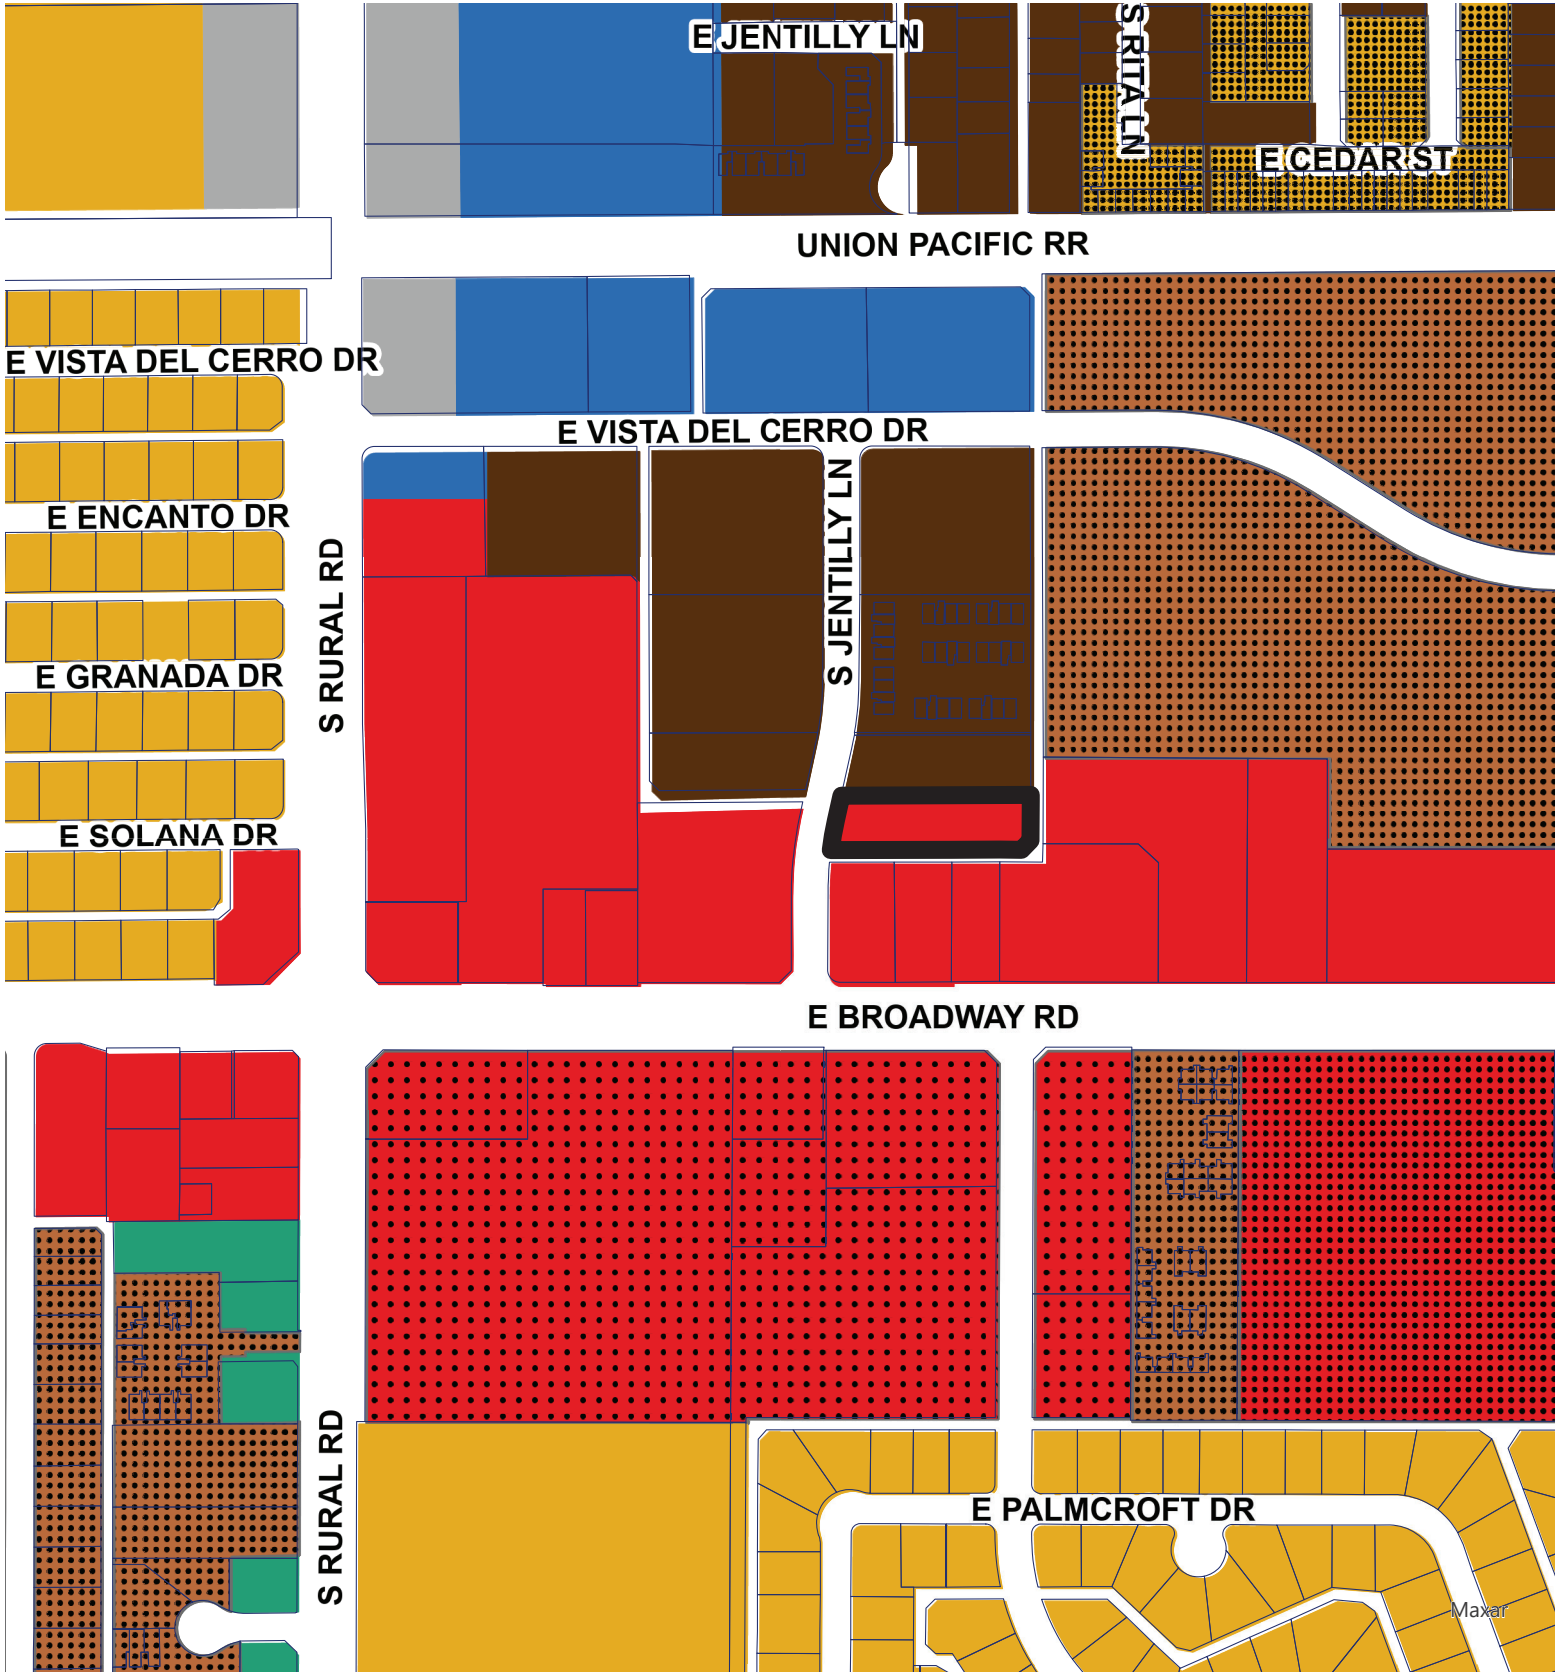 E JENTILLY LN
S RITA LN
E CEDAR ST
UNION PACIFIC RR
E VISTA DEL CERRO DR
E VISTA DEL CERRO DR
E ENCANTO DR
S RURAL RD
S JENTILLY LN
E GRANADA DR
E SOLANA DR
E BROADWAY RD
S RURAL RD
E PALMCROFT DR
Maxar